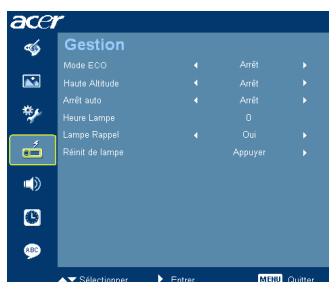 acer
Gestion
Mode ECO Arrêt
Haute Altitude Arrêt
Arrêt auto Arrêt
Heure Lampe 0
Lampe Rappel Oui
Réinit de lampe Appuyer
ABC
Sélectionner Entrer MENU Quitter